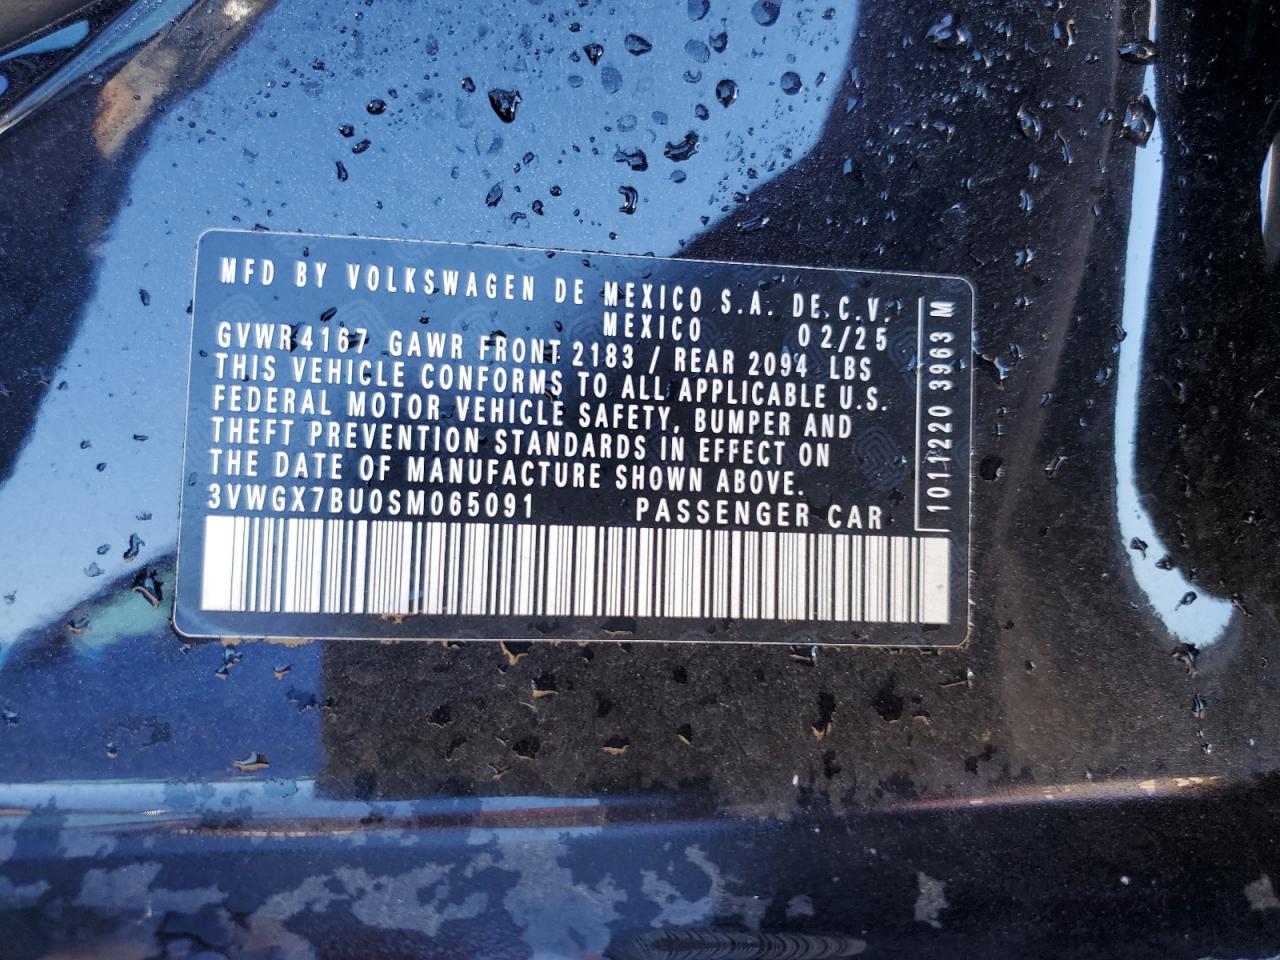 MFD BY VOLKSWAGEN DE MEXICO S.A. DE C.V.
MEXICO 02/25
GVWR 4167 GAWR FRONT 2183 / REAR 2094 LBS
THIS VEHICLE CONFORMS TO ALL APPLICABLE U.S.
FEDERAL MOTOR VEHICLE SAFETY, BUMPER AND
THEFT PREVENTION STANDARDS IN EFFECT ON
THE DATE OF MANUFACTURE SHOWN ABOVE.
3VWGX7BU0SM065091 PASSENGER CAR
1011220 3963 M